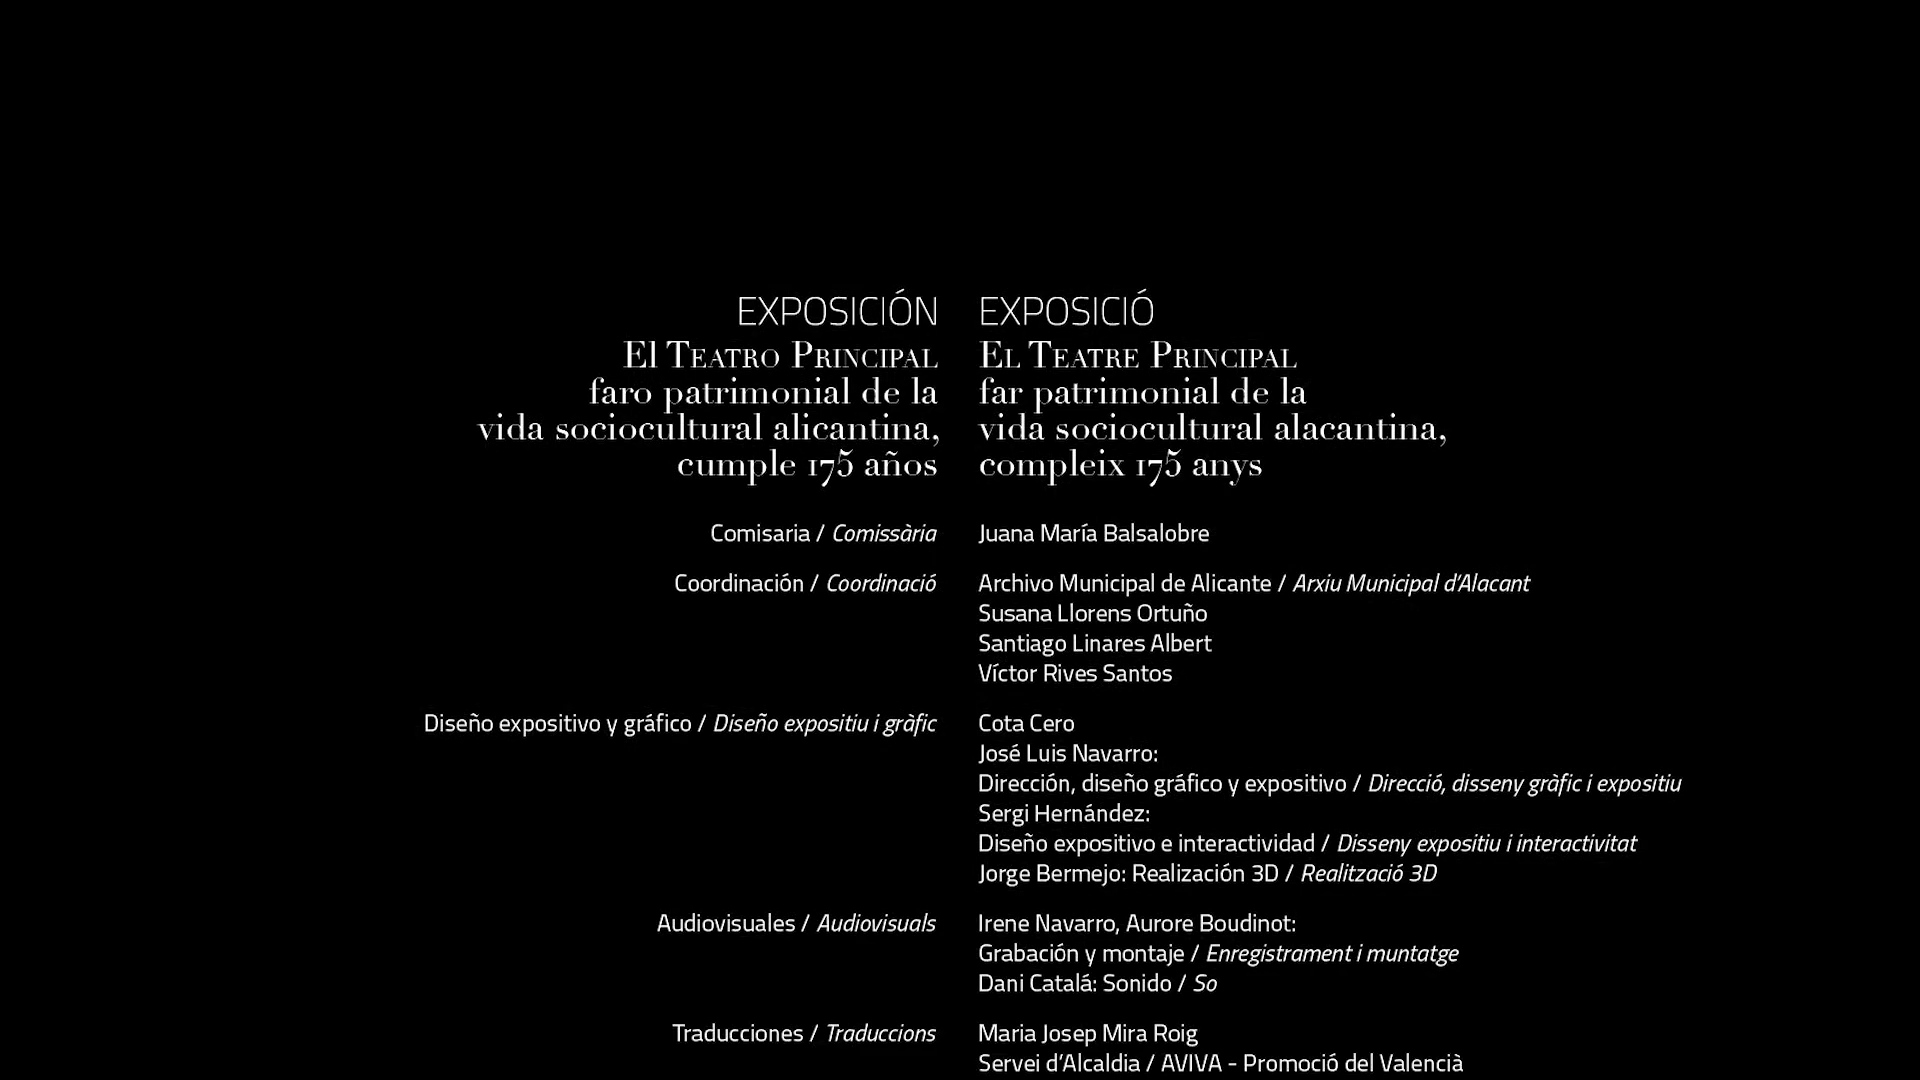 EXPOSICIÓN
El Teatro Principal
faro patrimonial de la
vida sociocultural alicantina,
cumple 175 años
EXPOSICIÓ
El Teatre Principal
far patrimonial de la
vida sociocultural alacantina,
compleix 175 anys
Comisaria / Comissària
Juana María Balsalobre
Coordinación / Coordinació
Archivo Municipal de Alicante / Arxiu Municipal d'Alacant
Susana Llorens Ortuño
Santiago Linares Albert
Víctor Rives Santos
Diseño expositivo y gráfico / Diseño expositiu i gràfic
Cota Cero
José Luis Navarro:
Dirección, diseño gráfico y expositivo / Direcció, disseny gràfic i expositiu
Sergi Hernández:
Diseño expositivo e interactividad / Disseny expositiu i interactivitat
Jorge Bermejo: Realización 3D / Realització 3D
Audiovisuales / Audiovisuals
Irene Navarro, Aurore Boudinot:
Grabación y montaje / Enregistrament i muntatge
Dani Catalá: Sonido / So
Traducciones / Traduccions
Maria Josep Mira Roig
Servei d'Alcaldia / AVIVA - Promoció del Valencià